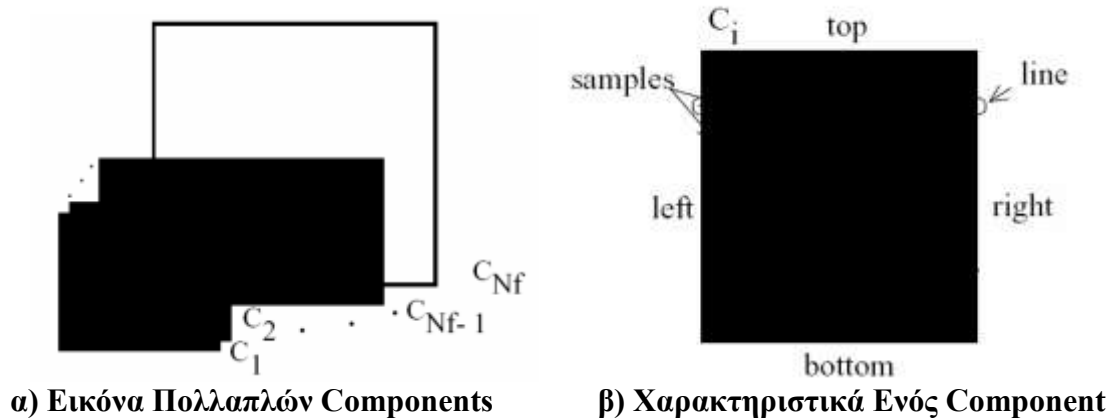 C_Nf
C_Nf-1
C_2
C_1
α) Εικόνα Πολλαπλών Components
C_i
top
samples
line
left
right
bottom
β) Χαρακτηριστικά Ενός Component